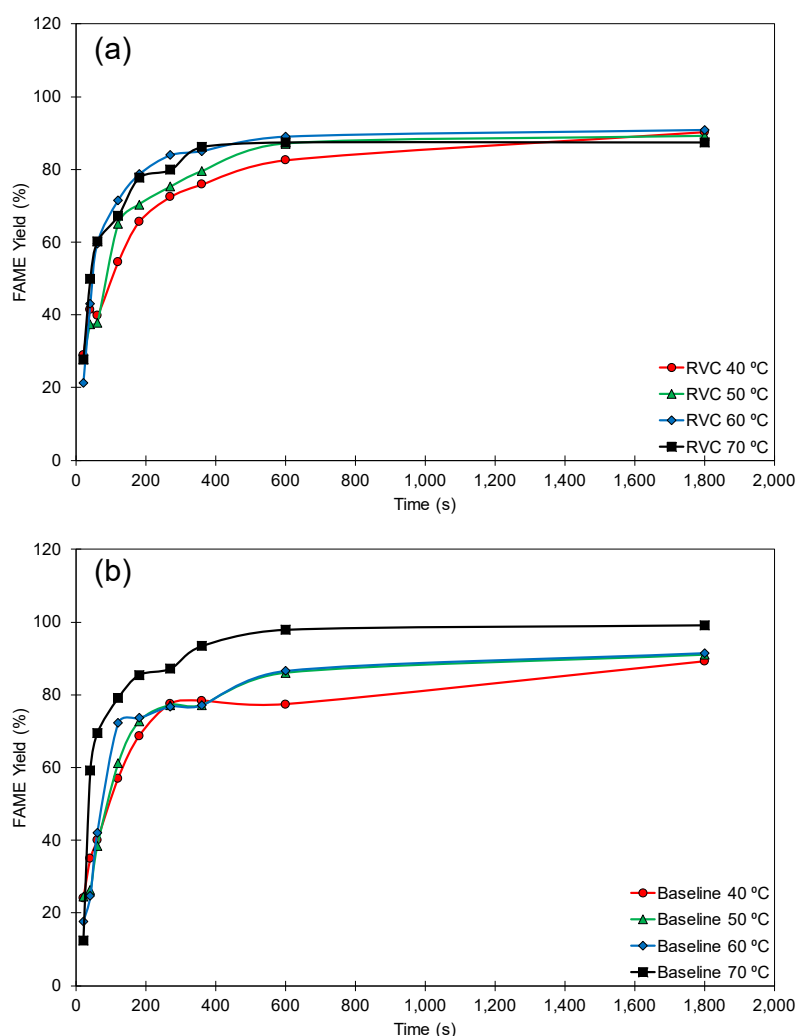 (a)
120
100
80
60
40
20
0
FAME Yield (%)
RVC 40 ºC
RVC 50 ºC
RVC 60 ºC
RVC 70 ºC
0 200 400 600 800 1,000 1,200 1,400 1,600 1,800 2,000
Time (s)
(b)
120
100
80
60
40
20
0
FAME Yield (%)
Baseline 40 ºC
Baseline 50 ºC
Baseline 60 ºC
Baseline 70 ºC
0 200 400 600 800 1,000 1,200 1,400 1,600 1,800 2,000
Time (s)